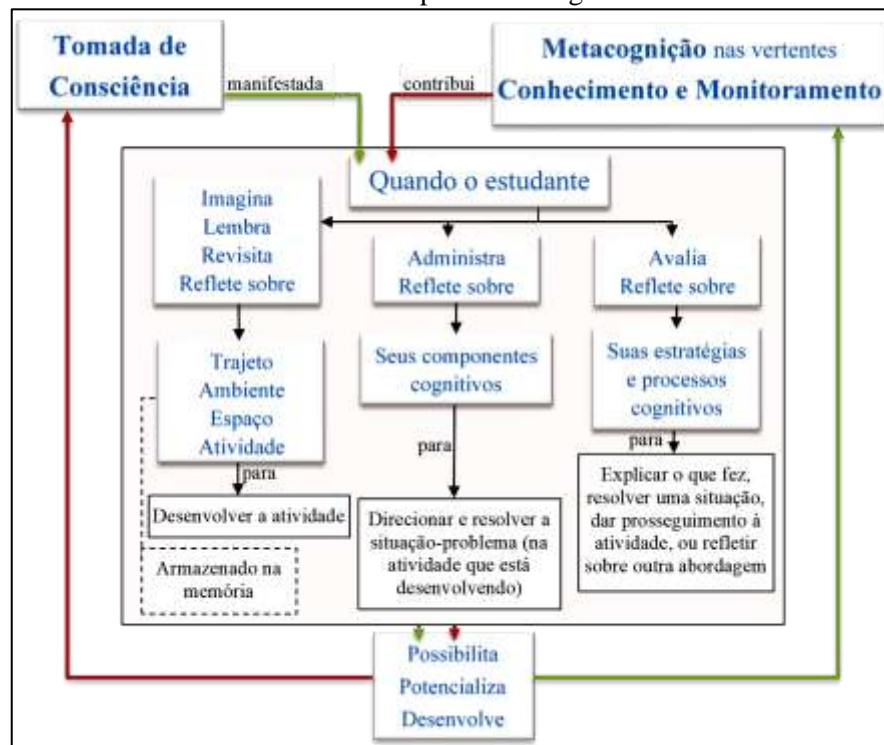 Tomada de
Consciência
manifestada
contribui
Metacognição nas vertentes
Conhecimento e Monitoramento
Quando o estudante
Imagina
Lembra
Revisita
Reflete sobre
Administra
Reflete sobre
Avalia
Reflete sobre
Trajeto
Ambiente
Espaço
Atividade
Seus componentes
cognitivos
Suas estratégias
e processos
cognitivos
para
para
para
Desenvolver a atividade
Armazenado na
memória
Direcionar e resolver a
situação-problema (na
atividade que está
desenvolvendo)
Explicar o que fez,
resolver uma situação,
dar prosseguimento à
atividade, ou refletir
sobre outra abordagem
Possibilita
Potencializa
Desenvolve